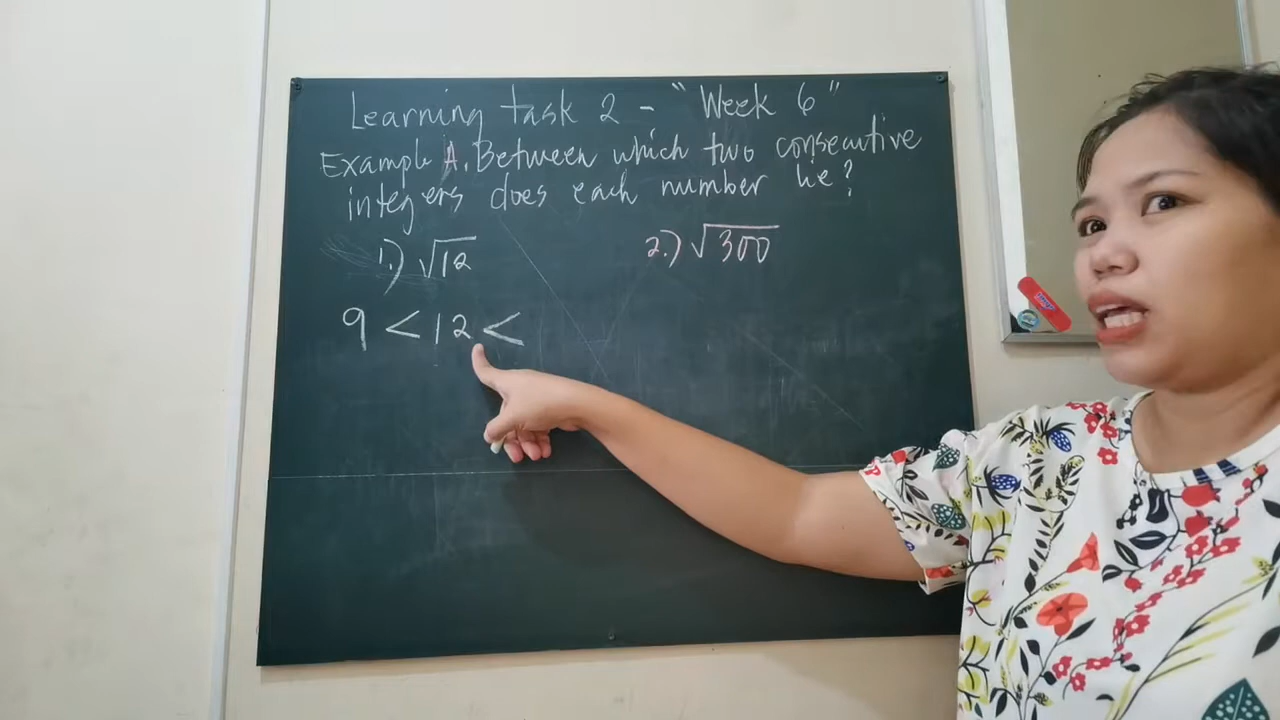 Learning task 2 - "Week 6"
Example A. Between which two consecutive
integers does each number lie?
1.) √12
2.) √300
9 < 12 <